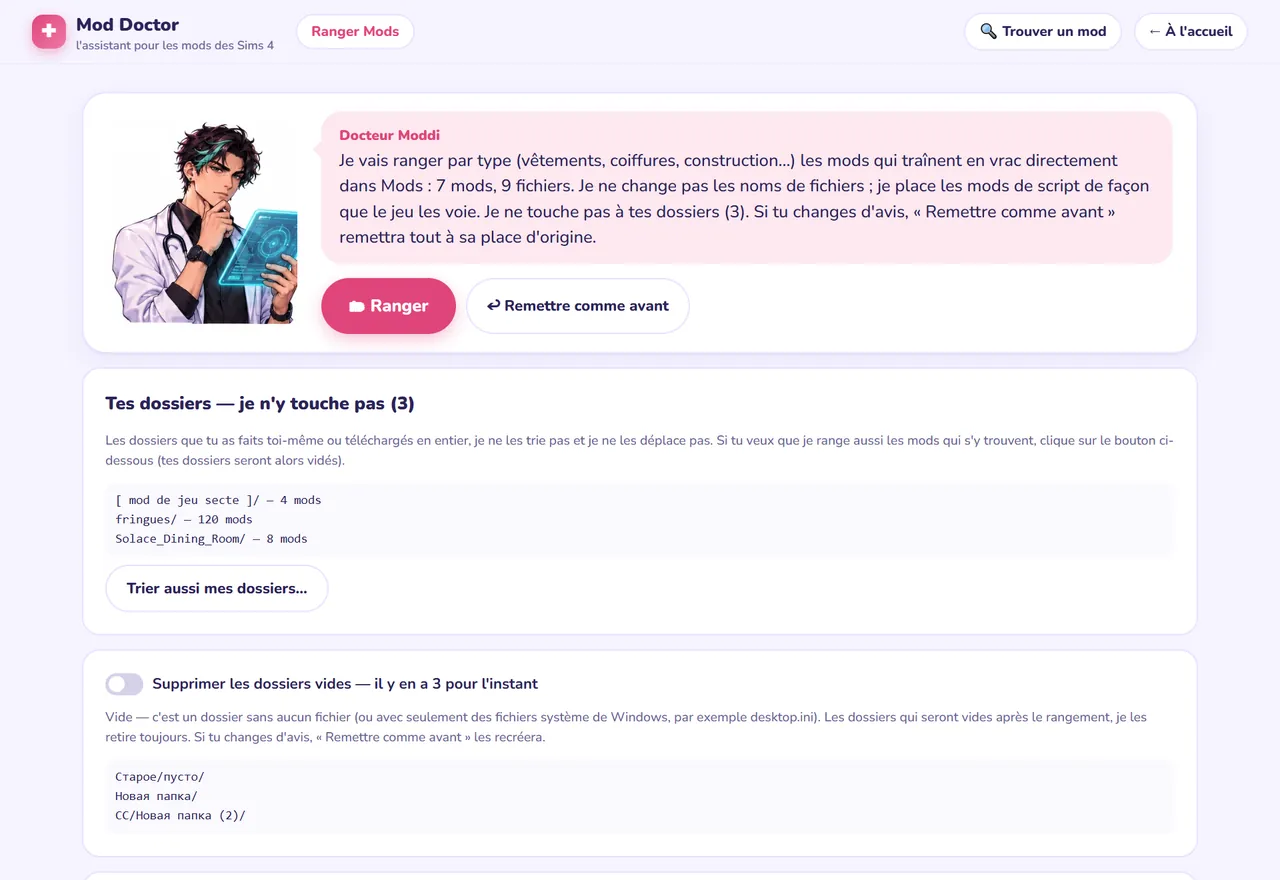 Mod Doctor
l'assistant pour les mods des Sims 4
Ranger Mods
🔍 Trouver un mod
← À l'accueil
Docteur Moddi
Je vais ranger par type (vêtements, coiffures, construction…) les mods qui traînent en vrac directement
dans Mods : 7 mods, 9 fichiers. Je ne change pas les noms de fichiers ; je place les mods de script de façon
que le jeu les voie. Je ne touche pas à tes dossiers (3). Si tu changes d'avis, « Remettre comme avant »
remettra tout à sa place d'origine.
Ranger
↩ Remettre comme avant
Tes dossiers — je n'y touche pas (3)
Les dossiers que tu as faits toi-même ou téléchargés en entier, je ne les trie pas et je ne les déplace pas. Si tu veux que je range aussi les mods qui s'y trouvent, clique sur le bouton ci-
dessous (tes dossiers seront alors vidés).
[ mod de jeu secte ]/ — 4 mods
fringues/ — 120 mods
Solace_Dining_Room/ — 8 mods
Trier aussi mes dossiers…
Supprimer les dossiers vides — il y en a 3 pour l'instant
Vide — c'est un dossier sans aucun fichier (ou avec seulement des fichiers système de Windows, par exemple desktop.ini). Les dossiers qui seront vides après le rangement, je les
retire toujours. Si tu changes d'avis, « Remettre comme avant » les recréera.
Старое/пусто/
Новая папка/
CC/Новая папка (2)/